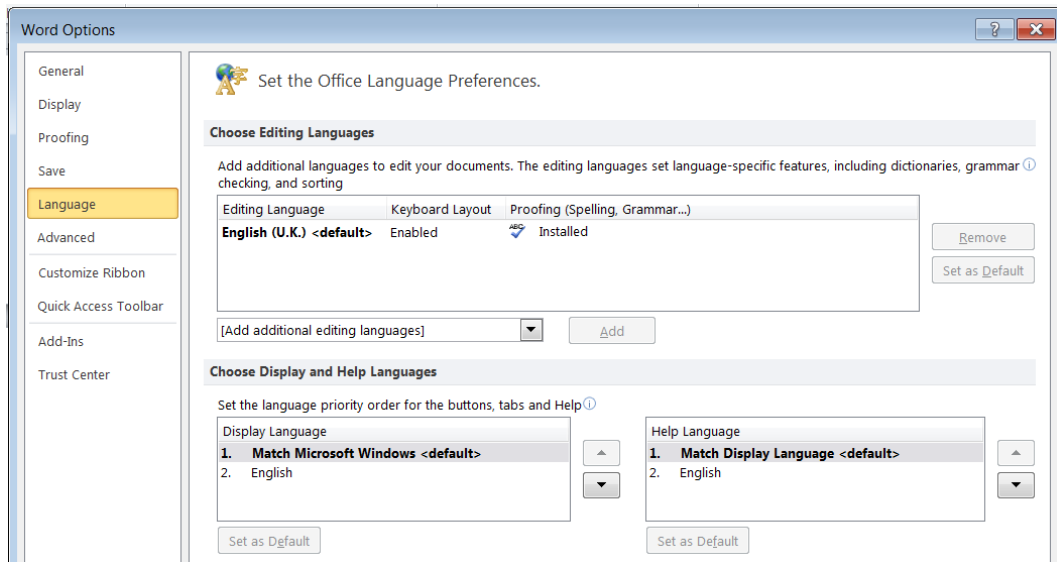 Word Options
General
Display
Proofing
Save
Language
Advanced
Customize Ribbon
Quick Access Toolbar
Add-Ins
Trust Center
Set the Office Language Preferences.
Choose Editing Languages
Add additional languages to edit your documents. The editing languages set language-specific features, including dictionaries, grammar
checking, and sorting
Editing Language Keyboard Layout Proofing (Spelling, Grammar...)
English (U.K.) <default> Enabled ABC Installed
Remove
Set as Default
[Add additional editing languages] Add
Choose Display and Help Languages
Set the language priority order for the buttons, tabs and Help
Display Language
1. Match Microsoft Windows <default>
2. English
Set as Default
Help Language
1. Match Display Language <default>
2. English
Set as Default